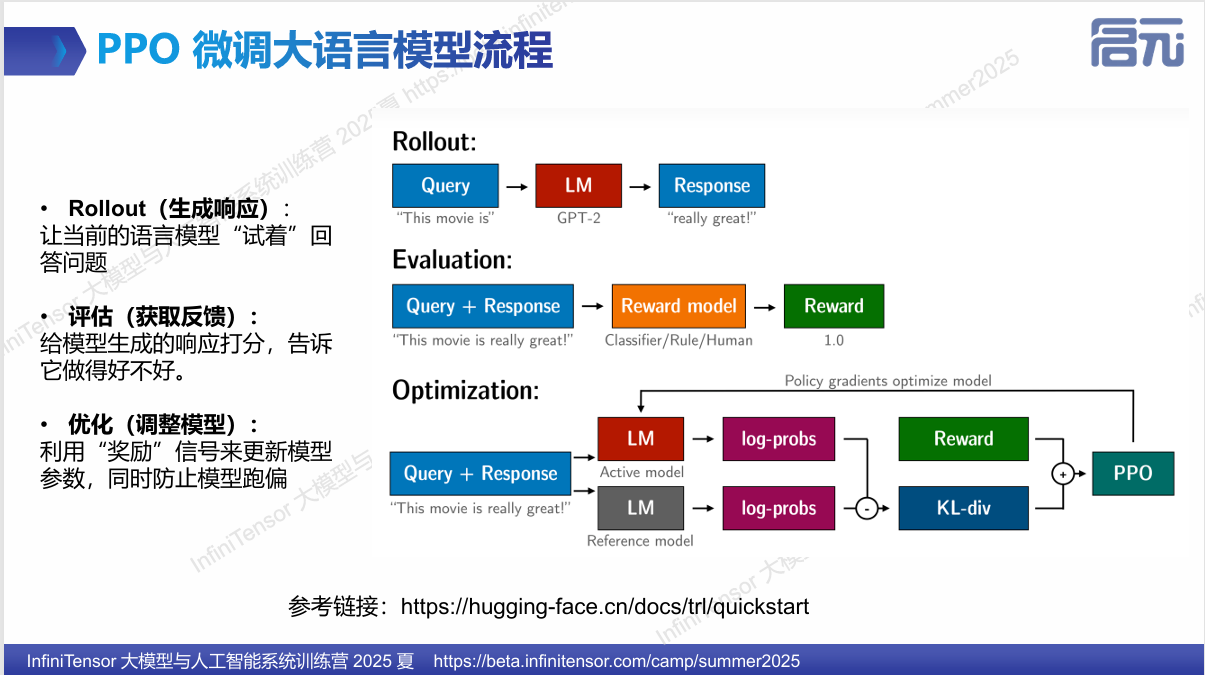 PPO 微调大语言模型流程
启元
• Rollout（生成响应）:
让当前的语言模型“试着”回
答问题
• 评估（获取反馈）：
给模型生成的响应打分，告诉
它做得好不好。
• 优化（调整模型）：
利用“奖励”信号来更新模型
参数，同时防止模型跑偏
Rollout:
Query
LM
Response
“This movie is”
GPT-2
“really great!”
Evaluation:
Query + Response
Reward model
Reward
“This movie is really great!”
Classifier/Rule/Human
1.0
Optimization:
Policy gradients optimize model
LM
log-probs
Reward
Active model
Query + Response
+
PPO
“This movie is really great!”
LM
log-probs
-
KL-div
Reference model
参考链接：https://hugging-face.cn/docs/trl/quickstart
InfiniTensor 大模型与人工智能系统训练营 2025 夏 https://beta.infinitensor.com/camp/summer2025